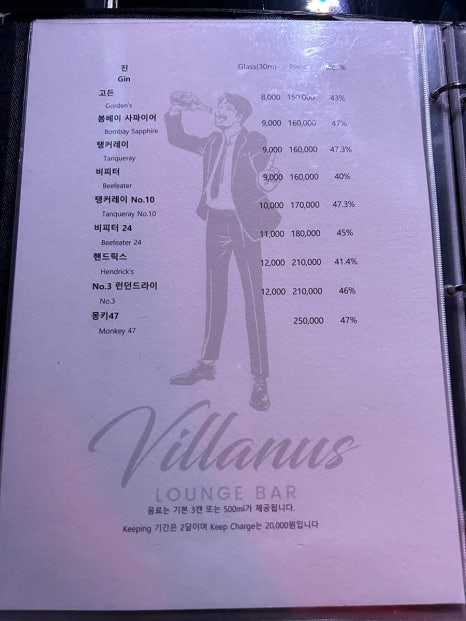 진 Glass(30m)
Gin
고든 8,000 150,000 43%
Gorden's
봄베이 사파이어 9,000 160,000 47%
Bombay Sapphire
탱커레이 9,000 160,000 47.3%
Tanqueray
비피터 9,000 160,000 40%
Beefeater
탱커레이 No.10 10,000 170,000 47.3%
Tanqueray No.10
비피터 24 11,000 180,000 45%
Beefeater 24
핸드릭스 12,000 210,000 41.4%
Hendrick's
No.3 런던드라이 12,000 210,000 46%
No.3
몽키47 250,000 47%
Monkey 47
Villanus
LOUNGE BAR
음료는 기본 3캔 또는 500ml가 제공됩니다.
Keeping 기간은 2달이며 Keep Charge는 20,000원입니다